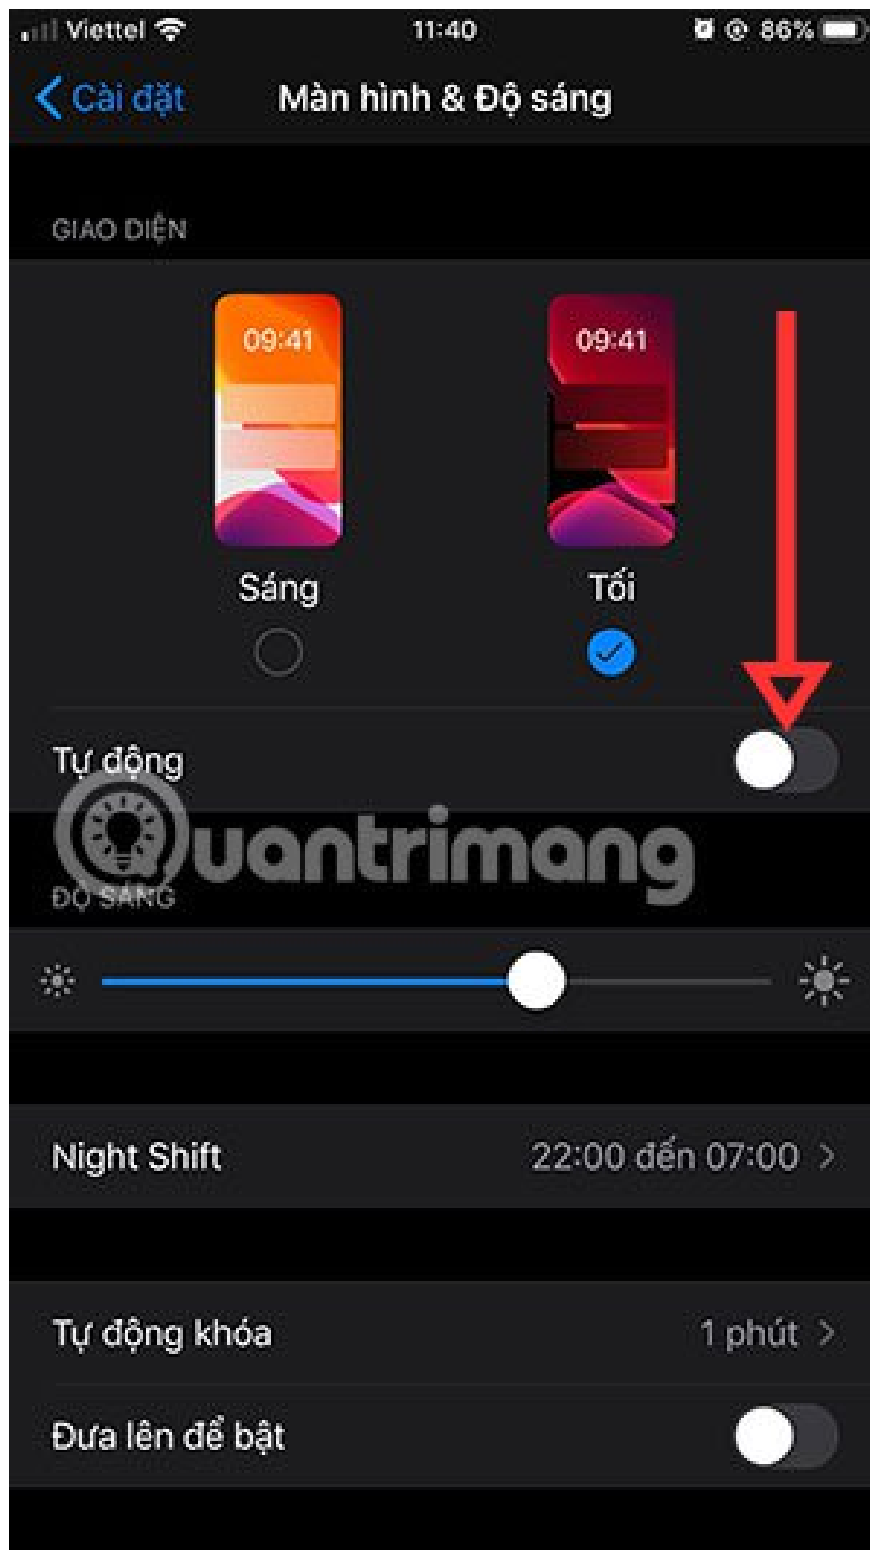 Viettel 11:40 86%
Cài đặt Màn hình & Độ sáng
GIAO DIỆN
09:41 09:41
Sáng Tối
Tự động
Quantrimang
ĐỘ SÁNG
Night Shift 22:00 đến 07:00
Tự động khóa 1 phút
Đưa lên để bật